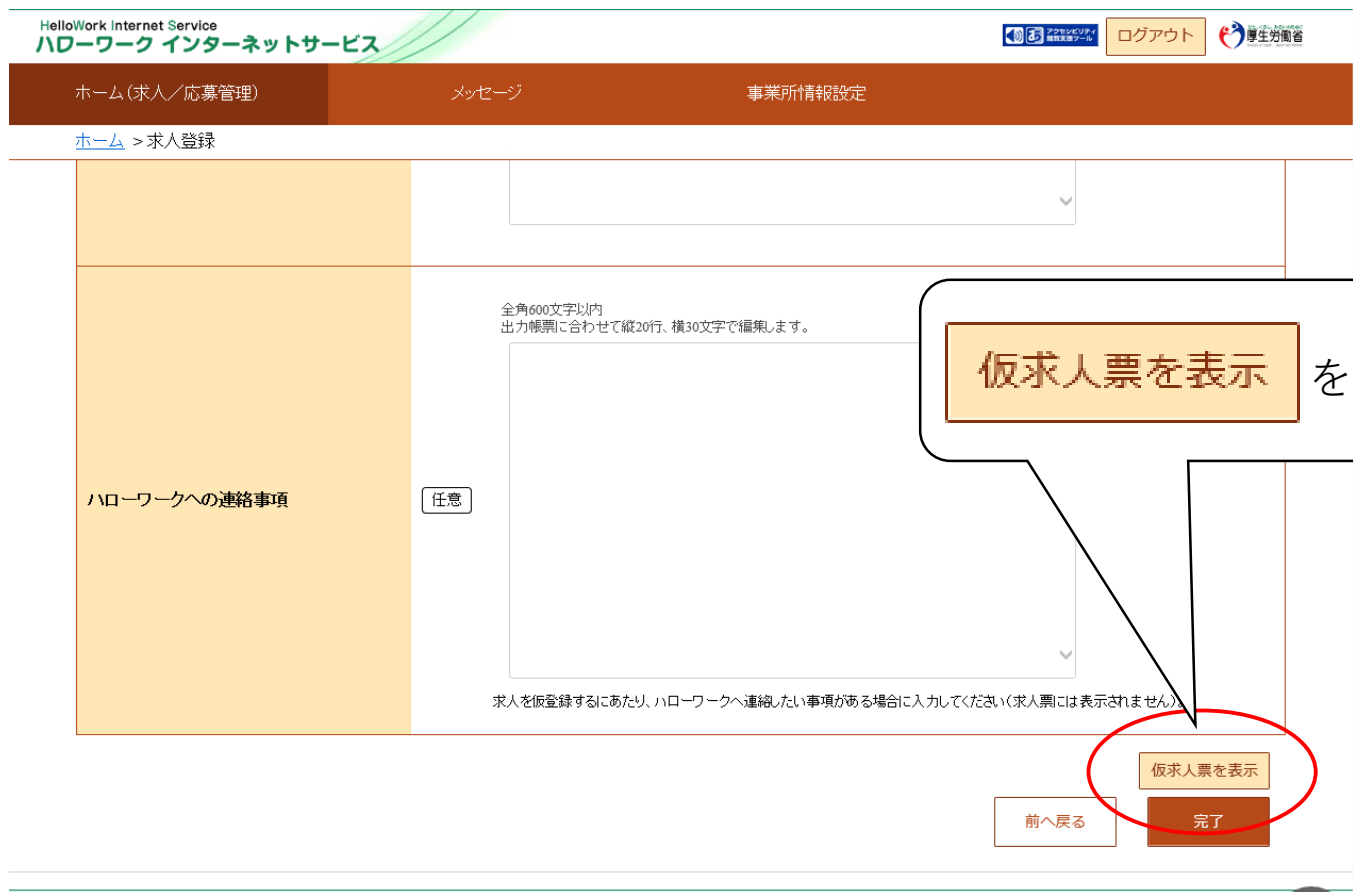 HelloWork Internet Service
ハローワーク インターネットサービス
アクセシビリティ
閲覧支援ツール
ログアウト
厚生労働省
ホーム(求人／応募管理)
メッセージ
事業所情報設定
ホーム >求人登録
全角600文字以内
出力帳票に合わせて縦20行、横30文字で編集します。
仮求人票を表示 を
ハローワークへの連絡事項
任意
求人を仮登録するにあたり、ハローワークへ連絡したい事項がある場合に入力してください(求人票には表示されません)。
仮求人票を表示
前へ戻る
完了